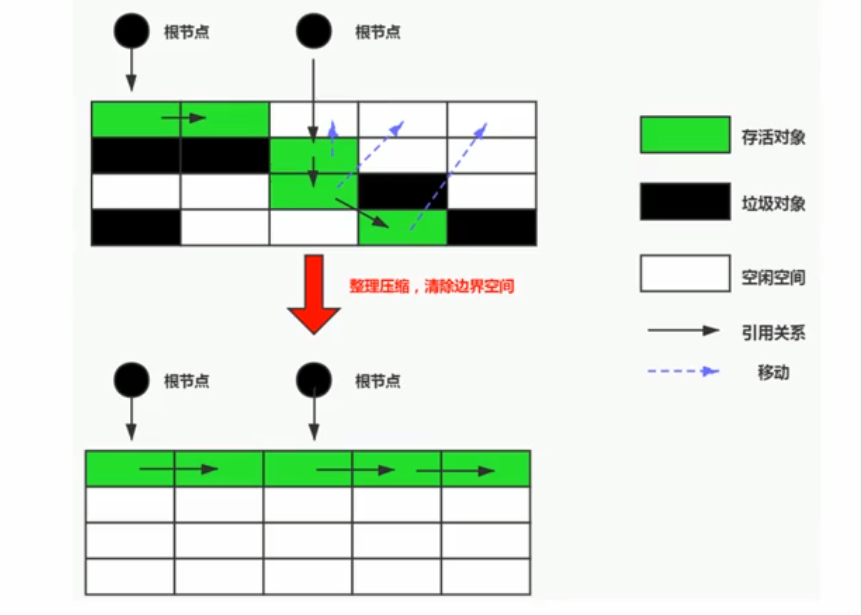 根节点
根节点
存活对象
垃圾对象
整理压缩，清除边界空间
空闲空间
引用关系
移动
根节点
根节点